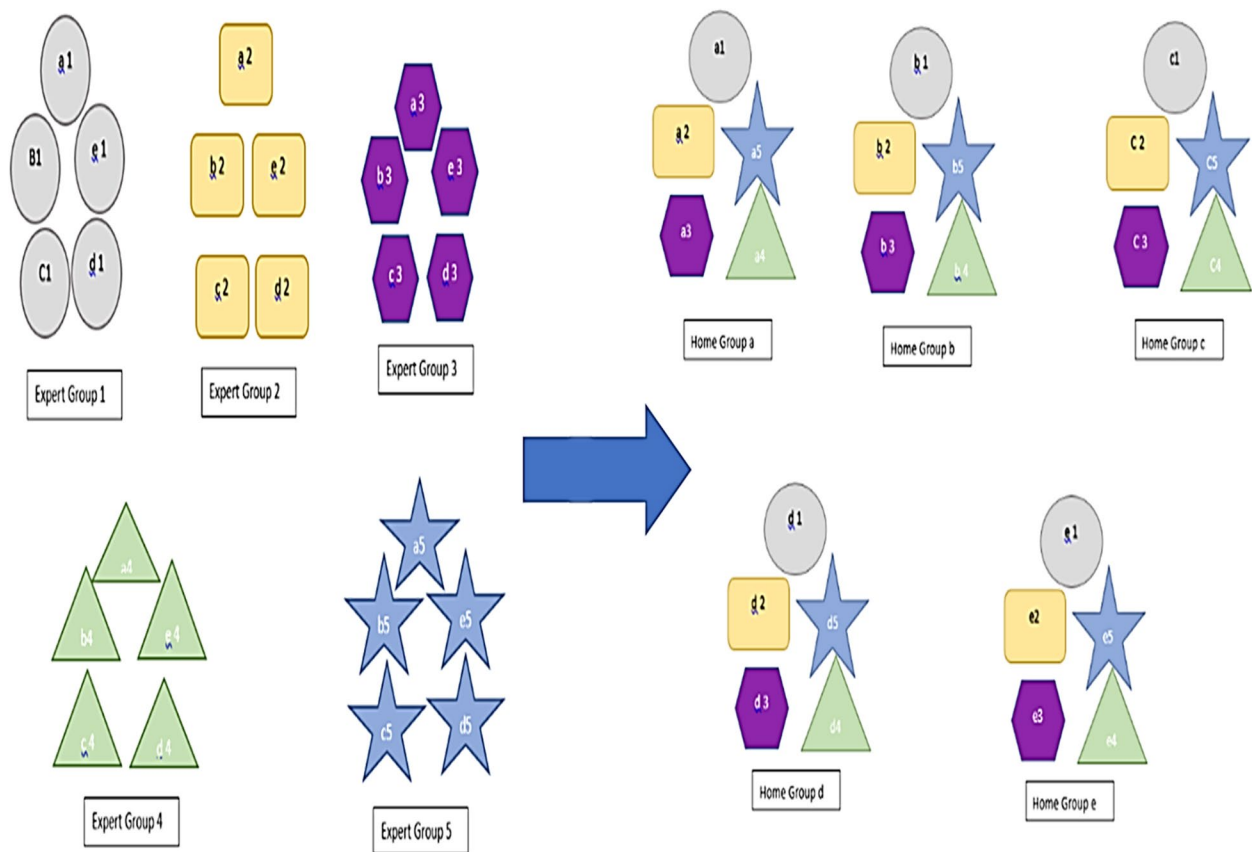 a1
B1
e1
C1
d1
Expert Group 1
a2
b2
e2
c2
d2
Expert Group 2
a3
b3
e3
c3
d3
Expert Group 3
a4
b4
e4
c4
d4
Expert Group 4
a5
b5
e5
c5
d5
Expert Group 5
a1
a2
a5
a3
a4
Home Group a
b1
b2
b5
b3
b4
Home Group b
c1
C2
C5
C3
C4
Home Group c
d1
d2
d5
d3
d4
Home Group d
e1
e2
e5
e3
e4
Home Group e